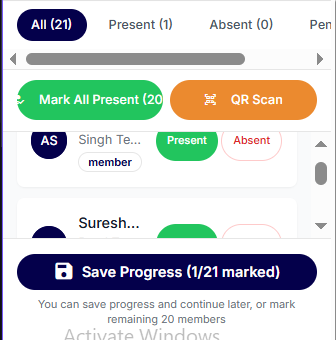 All (21) Present (1) Absent (0)
Mark All Present (20 QR Scan
AS Singh Te... Present Absent
member
Suresh...
Save Progress (1/21 marked)
You can save progress and continue later, or mark
remaining 20 members
Activate Windows